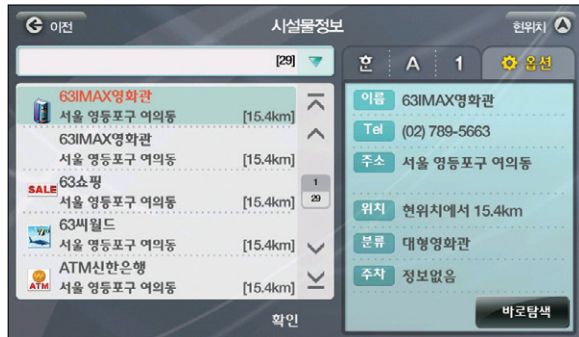 이전
시설물정보
현위치
[29]
훈 A 1 옵션
63IMAX영화관
서울 영등포구 여의동 [15.4km]
63IMAX영화관
서울 영등포구 여의동 [15.4km]
SALE 63쇼핑
서울 영등포구 여의동 [15.4km]
63씨월드
서울 영등포구 여의동 [15.4km]
ATM신한은행
ATM 서울 영등포구 여의동 [15.4km]
1
29
이름 63IMAX영화관
Tel (02) 789-5663
주소 서울 영등포구 여의동
위치 현위치에서 15.4km
분류 대형영화관
주차 정보없음
바로탐색
확인